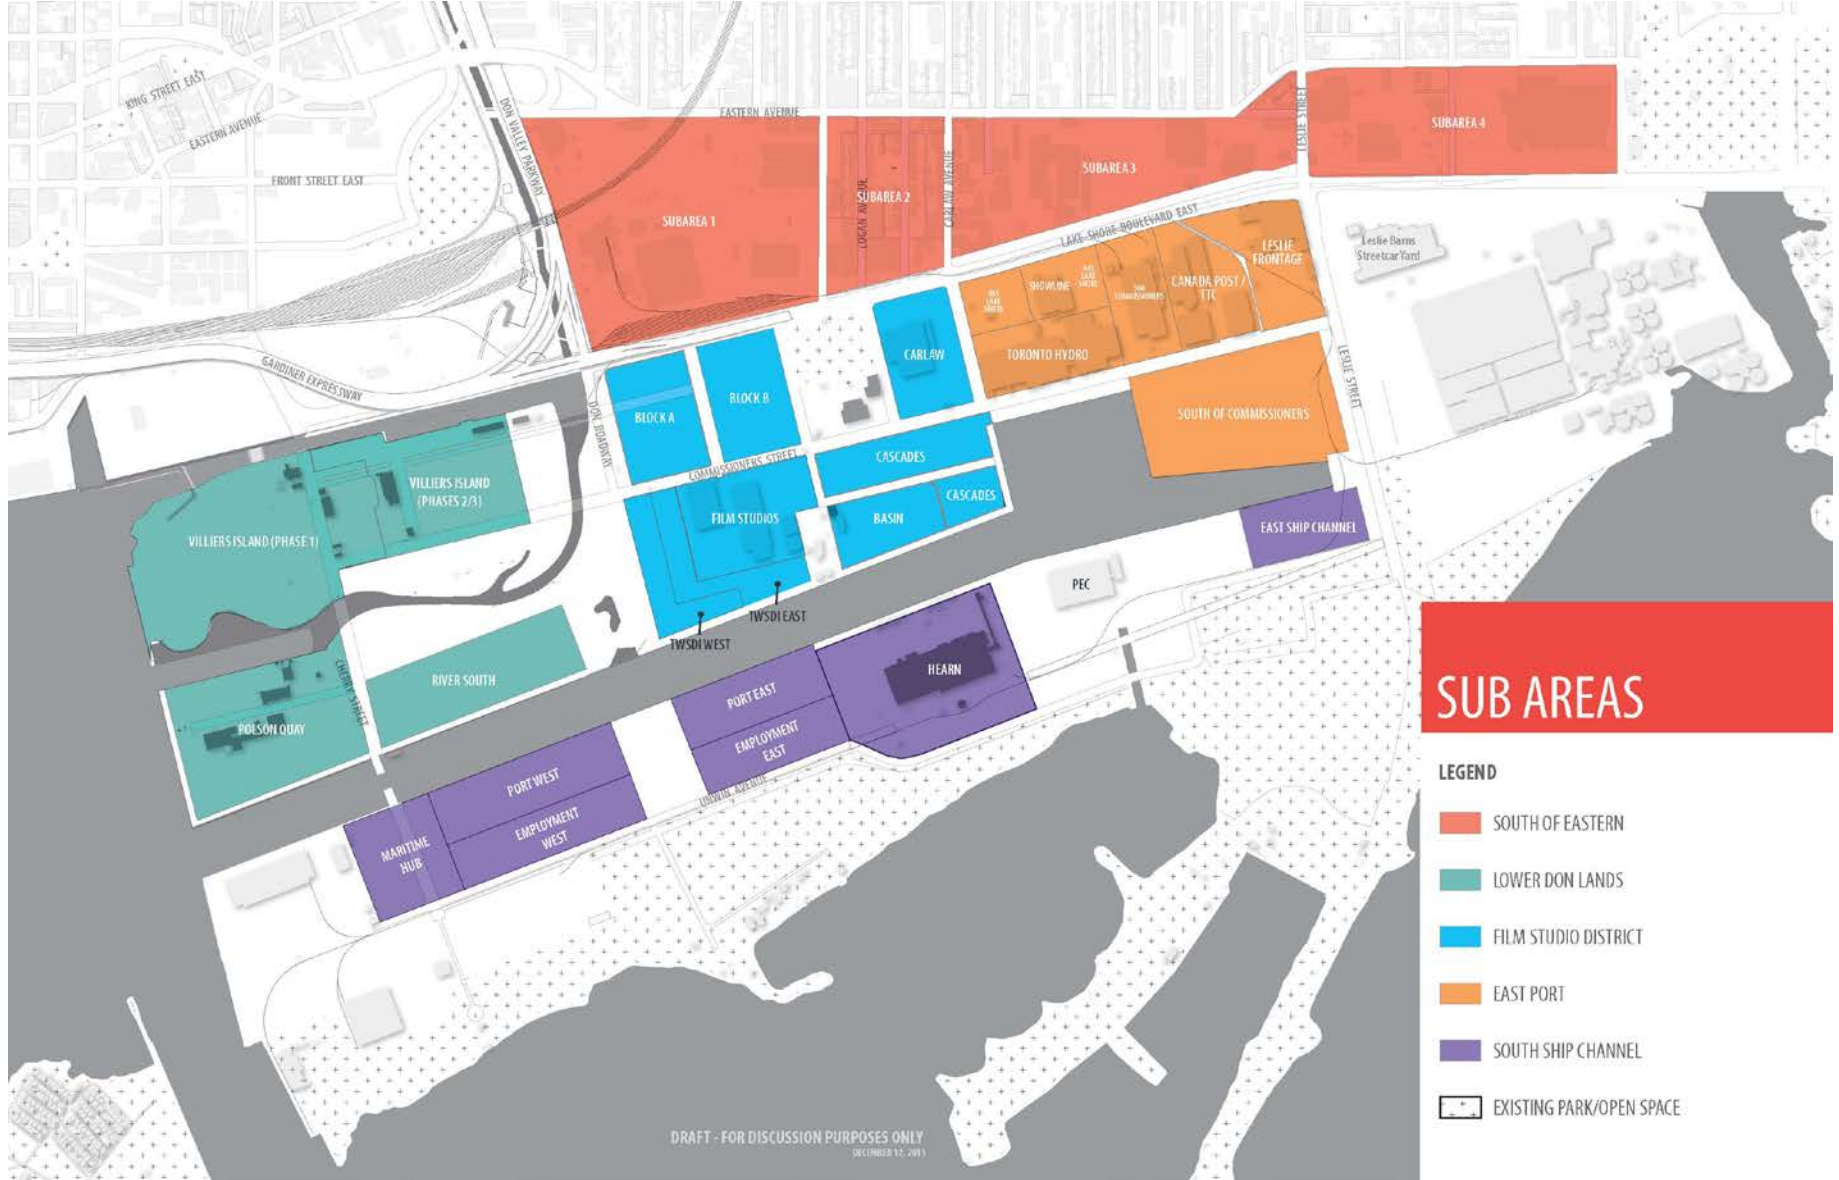 KING STREET EAST
EASTERN AVENUE
FRONT STREET EAST
DON VALLEY PARKWAY
EASTERN AVENUE
LOGAN AVENUE
CARLAW AVENUE
LESLIE STREET
SUBAREA 1
SUBAREA 2
SUBAREA 3
SUBAREA 4
LAKE SHORE BOULEVARD EAST
GARDINER EXPRESSWAY
Leslie Barns
Streetcar Yard
LESLIE
FRONTAGE
CANADA POST /
TTC
SHOWLINE
COMMISSIONERS
TORONTO HYDRO
SOUTH OF COMMISSIONERS
LESLIE STREET
CARLAW
BLOCK A
BLOCK B
DON ROADWAY
COMMISSIONERS STREET
CASCADES
CASCADES
BASIN
FILM STUDIOS
TWSDI EAST
TWSDI WEST
VILLIERS ISLAND
(PHASES 2/3)
VILLIERS ISLAND (PHASE 1)
CHERRY STREET
RIVER SOUTH
POLSON QUAY
EAST SHIP CHANNEL
PEC
HEARN
PORT EAST
EMPLOYMENT
EAST
UNWIN AVENUE
PORT WEST
EMPLOYMENT
WEST
MARITIME
HUB
SUB AREAS
LEGEND
SOUTH OF EASTERN
LOWER DON LANDS
FILM STUDIO DISTRICT
EAST PORT
SOUTH SHIP CHANNEL
EXISTING PARK/OPEN SPACE
DRAFT - FOR DISCUSSION PURPOSES ONLY